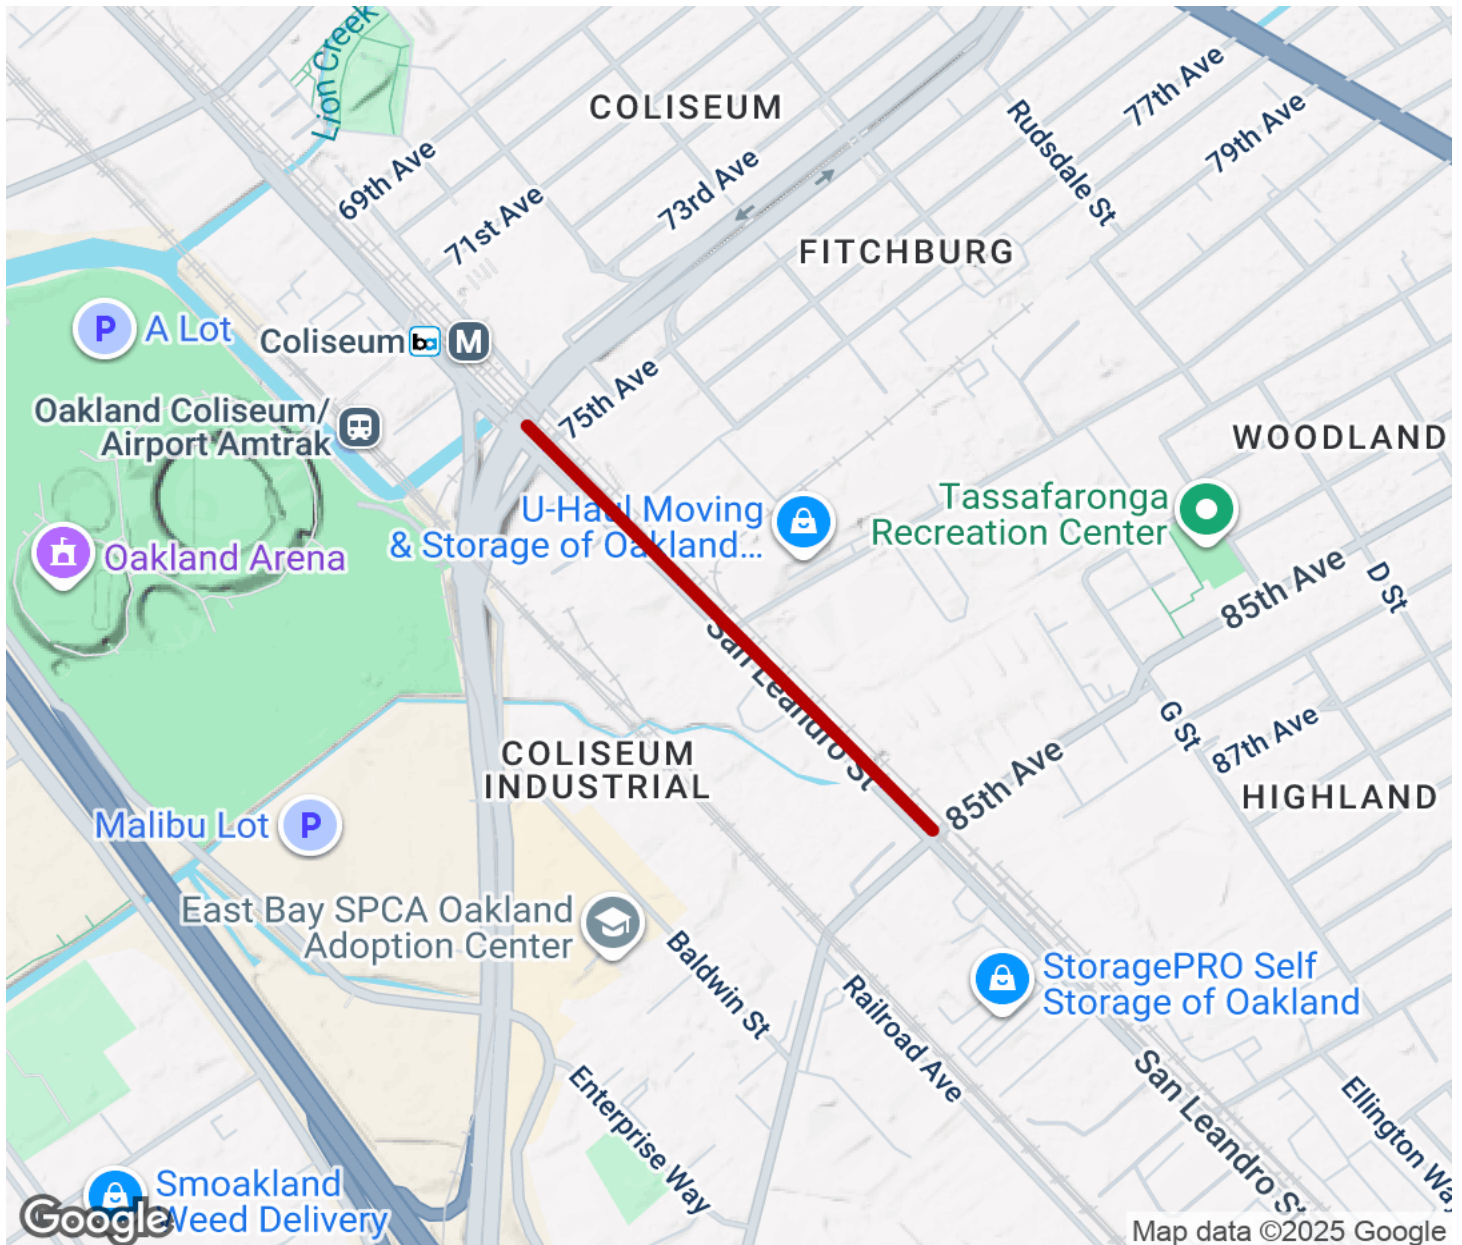 Lion Creek
COLISEUM
77th Ave
79th Ave
Rudsdale St
69th Ave
71st Ave
73rd Ave
FITCHBURG
P
A Lot
Coliseum
ba
M
75th Ave
Oakland Coliseum/
Airport Amtrak
WOODLAND
Tassafaronga
Recreation Center
U-Haul Moving
& Storage of Oakland...
Oakland Arena
85th Ave
D St
San Leandro St
G St
87th Ave
COLISEUM
INDUSTRIAL
85th Ave
HIGHLAND
Malibu Lot
P
East Bay SPCA Oakland
Adoption Center
Baldwin St
Railroad Ave
StoragePRO Self
Storage of Oakland
Enterprise Way
San Leandro St
Ellington Way
Smoakland
Weed Delivery
Google
Map data ©2025 Google